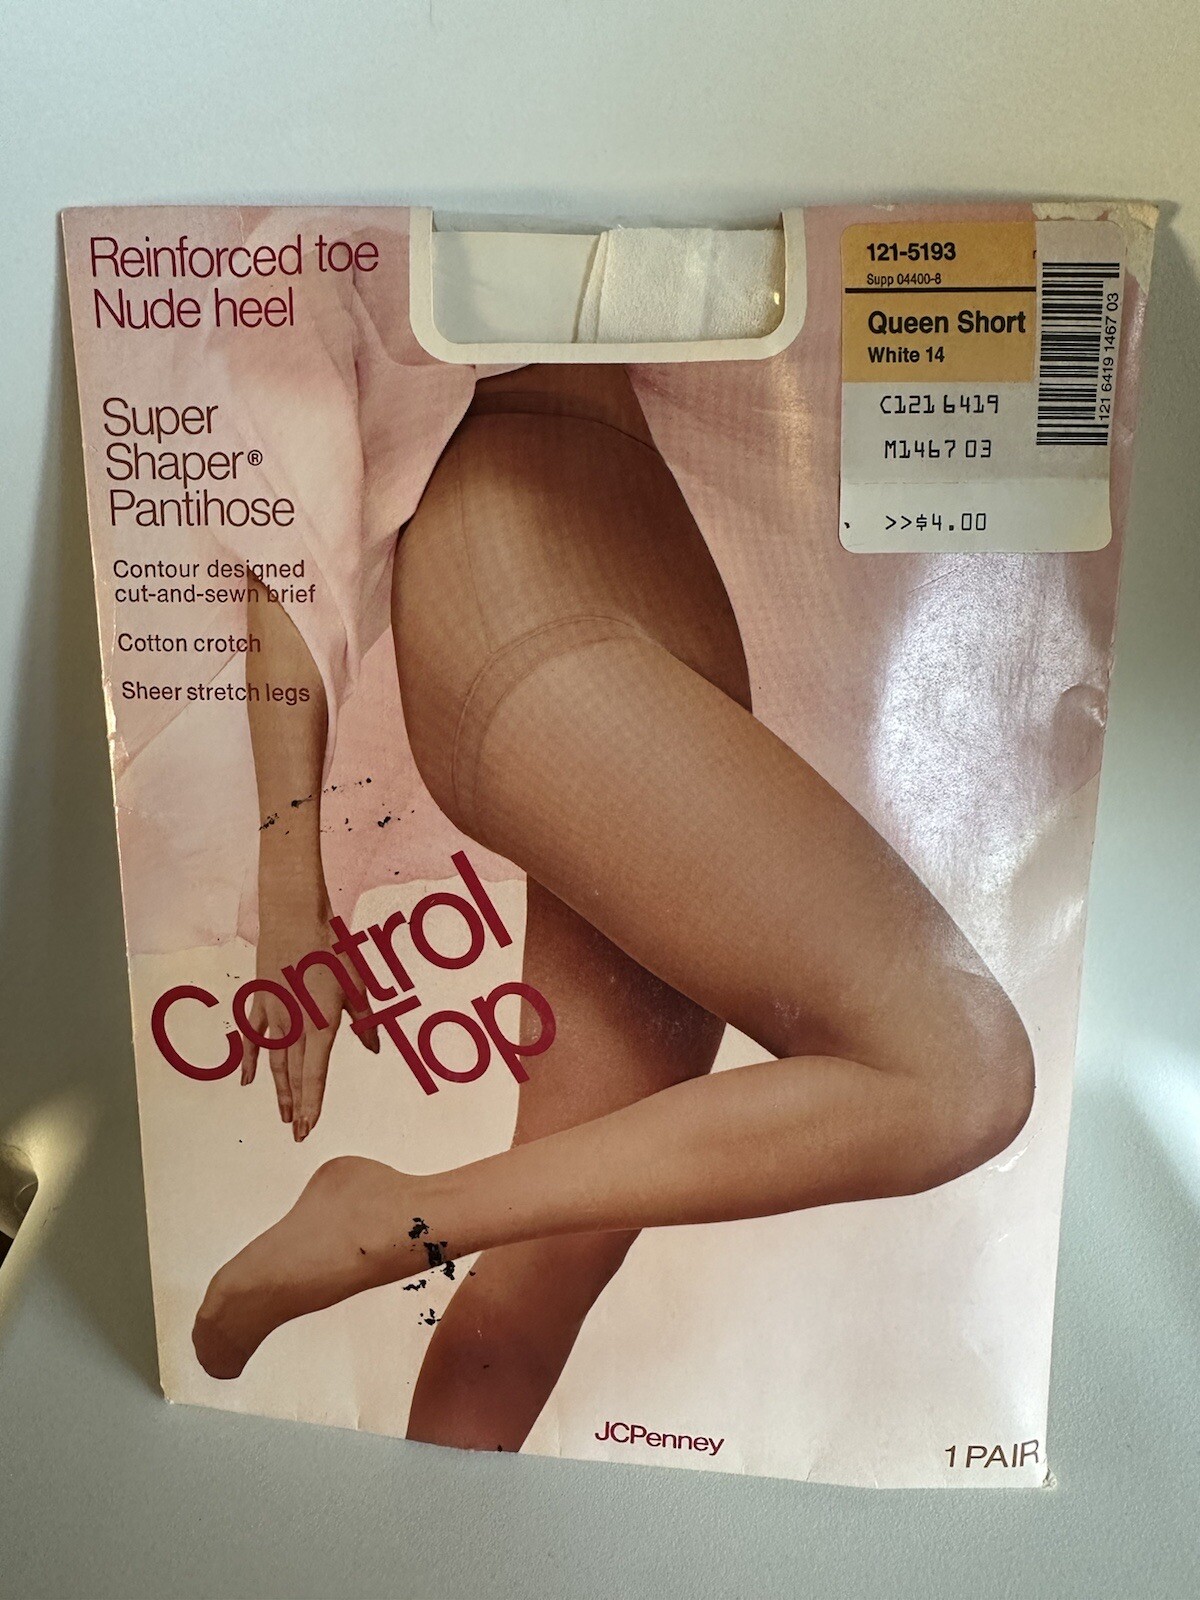 Reinforced toe
Nude heel
Super
Shaper®
Pantihose
Contour designed
cut-and-sewn brief
Cotton crotch
Sheer stretch legs
121-5193
Supp 04400-8
Queen Short
White 14
C121 6419
M1467 03
>>$4.00
121 6419 1467 03
Control
Top
JCPenney
1 PAIR